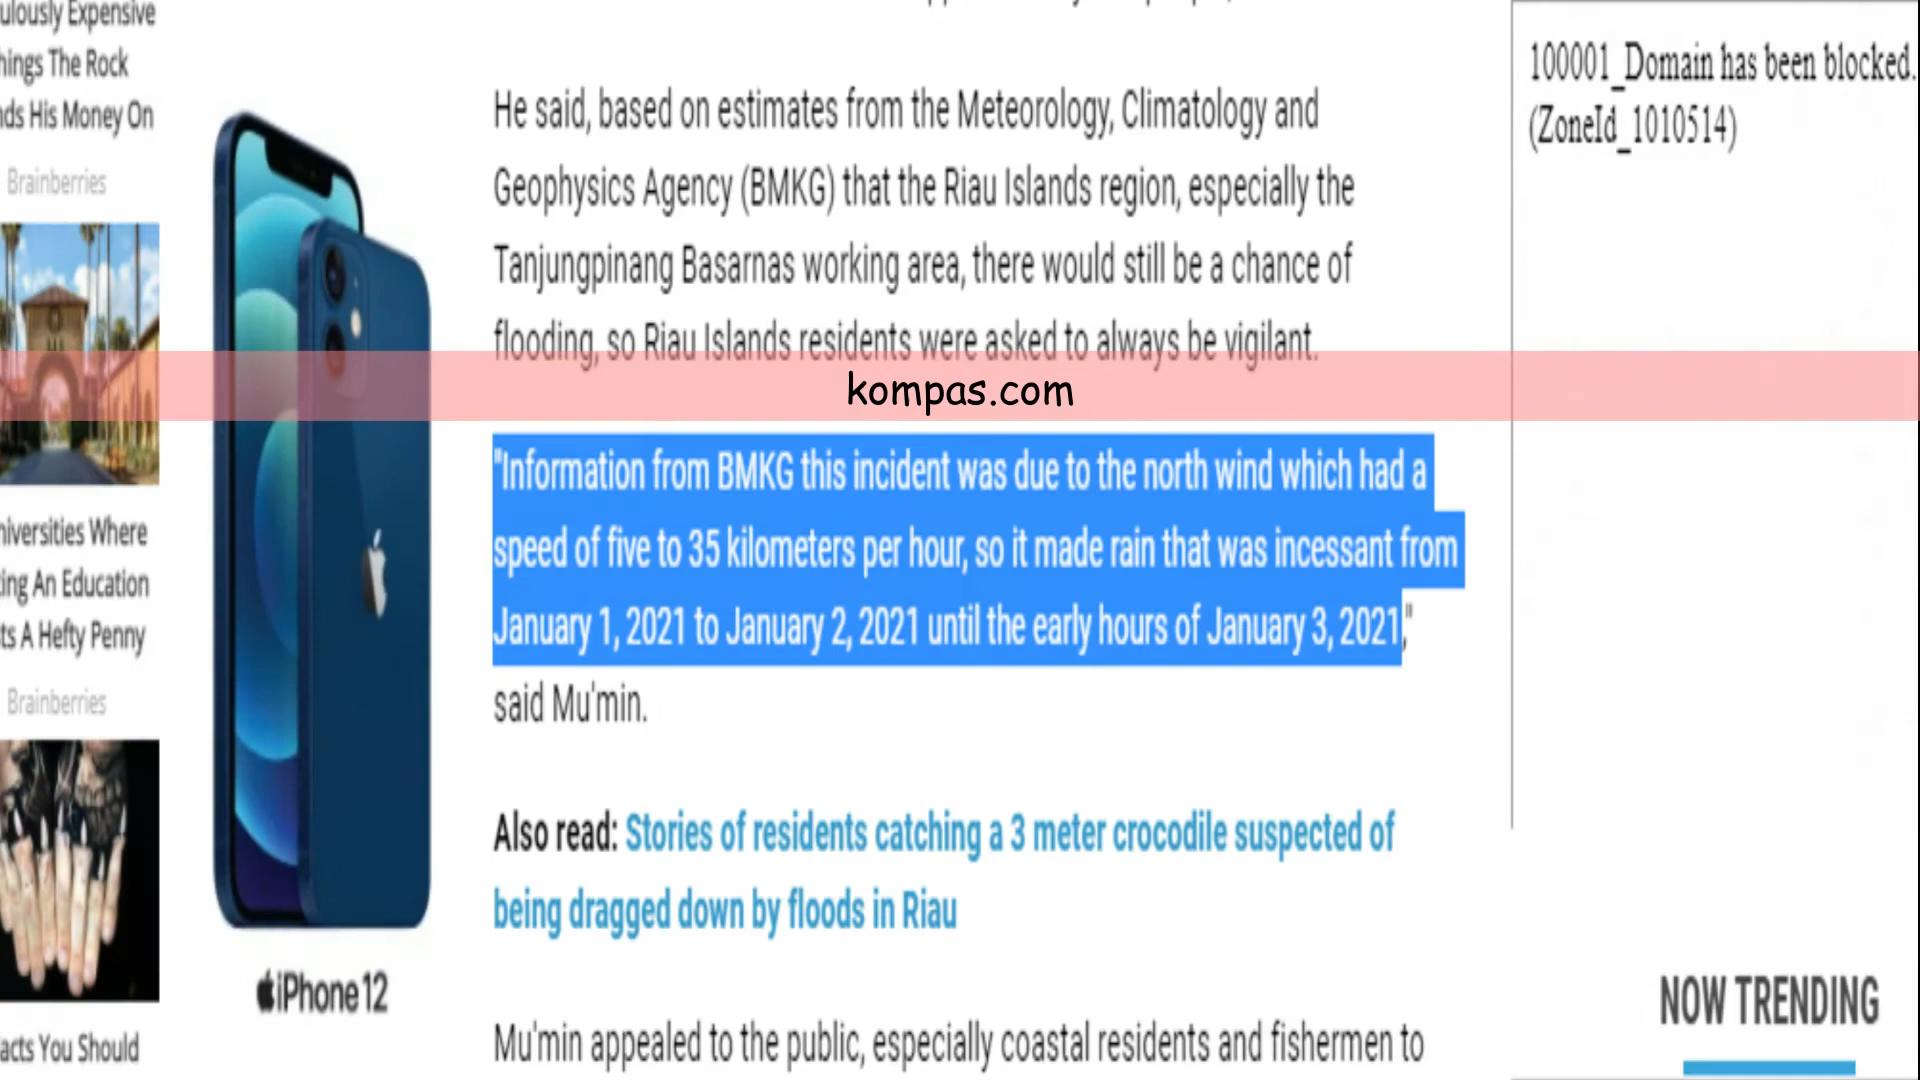 ulously Expensive
hings The Rock
nds His Money On
Brainberries
niversities Where
ting An Education
sts A Hefty Penny
Brainberries
acts You Should
iPhone 12
He said, based on estimates from the Meteorology, Climatology and
Geophysics Agency (BMKG) that the Riau Islands region, especially the
Tanjungpinang Basarnas working area, there would still be a chance of
flooding, so Riau Islands residents were asked to always be vigilant.
kompas.com
"Information from BMKG this incident was due to the north wind which had a
speed of five to 35 kilometers per hour, so it made rain that was incessant from
January 1, 2021 to January 2, 2021 until the early hours of January 3, 2021,"
said Mu'min.
Also read: Stories of residents catching a 3 meter crocodile suspected of
being dragged down by floods in Riau
Mu'min appealed to the public, especially coastal residents and fishermen to
100001_Domain has been blocked.
(ZoneId_1010514)
NOW TRENDING